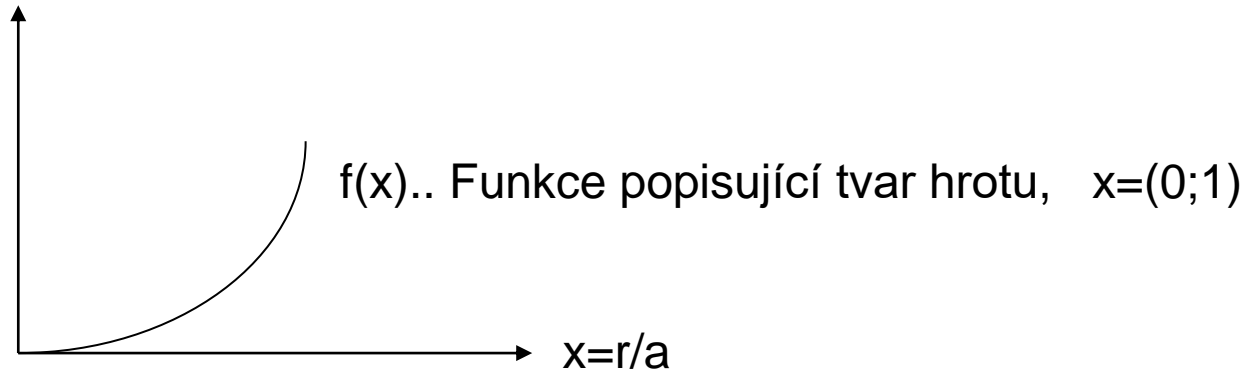 f(x).. Funkce popisující tvar hrotu, x=(0;1)
x=r/a